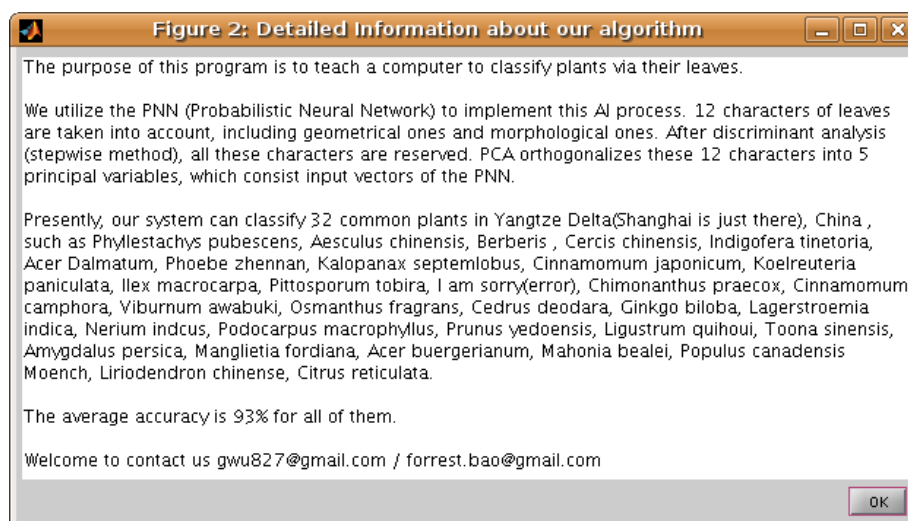 Figure 2: Detailed Information about our algorithm
The purpose of this program is to teach a computer to classify plants via their leaves.
We utilize the PNN (Probabilistic Neural Network) to implement this AI process. 12 characters of leaves
are taken into account, including geometrical ones and morphological ones. After discriminant analysis
(stepwise method), all these characters are reserved. PCA orthogonalizes these 12 characters into 5
principal variables, which consist input vectors of the PNN.
Presently, our system can classify 32 common plants in Yangtze Delta(Shanghai is just there), China ,
such as Phyllestachys pubescens, Aesculus chinensis, Berberis , Cercis chinensis, Indigofera tinetoria,
Acer Dalmatum, Phoebe zhennan, Kalopanax septemlobus, Cinnamomum japonicum, Koelreuteria
paniculata, Ilex macrocarpa, Pittosporum tobira, I am sorry(error), Chimonanthus praecox, Cinnamomum
camphora, Viburnum awabuki, Osmanthus fragrans, Cedrus deodara, Ginkgo biloba, Lagerstroemia
indica, Nerium indcus, Podocarpus macrophyllus, Prunus yedoensis, Ligustrum quihoui, Toona sinensis,
Amygdalus persica, Manglietia fordiana, Acer buergerianum, Mahonia bealei, Populus canadensis
Moench, Liriodendron chinense, Citrus reticulata.
The average accuracy is 93% for all of them.
Welcome to contact us gwu827@gmail.com / forrest.bao@gmail.com
OK